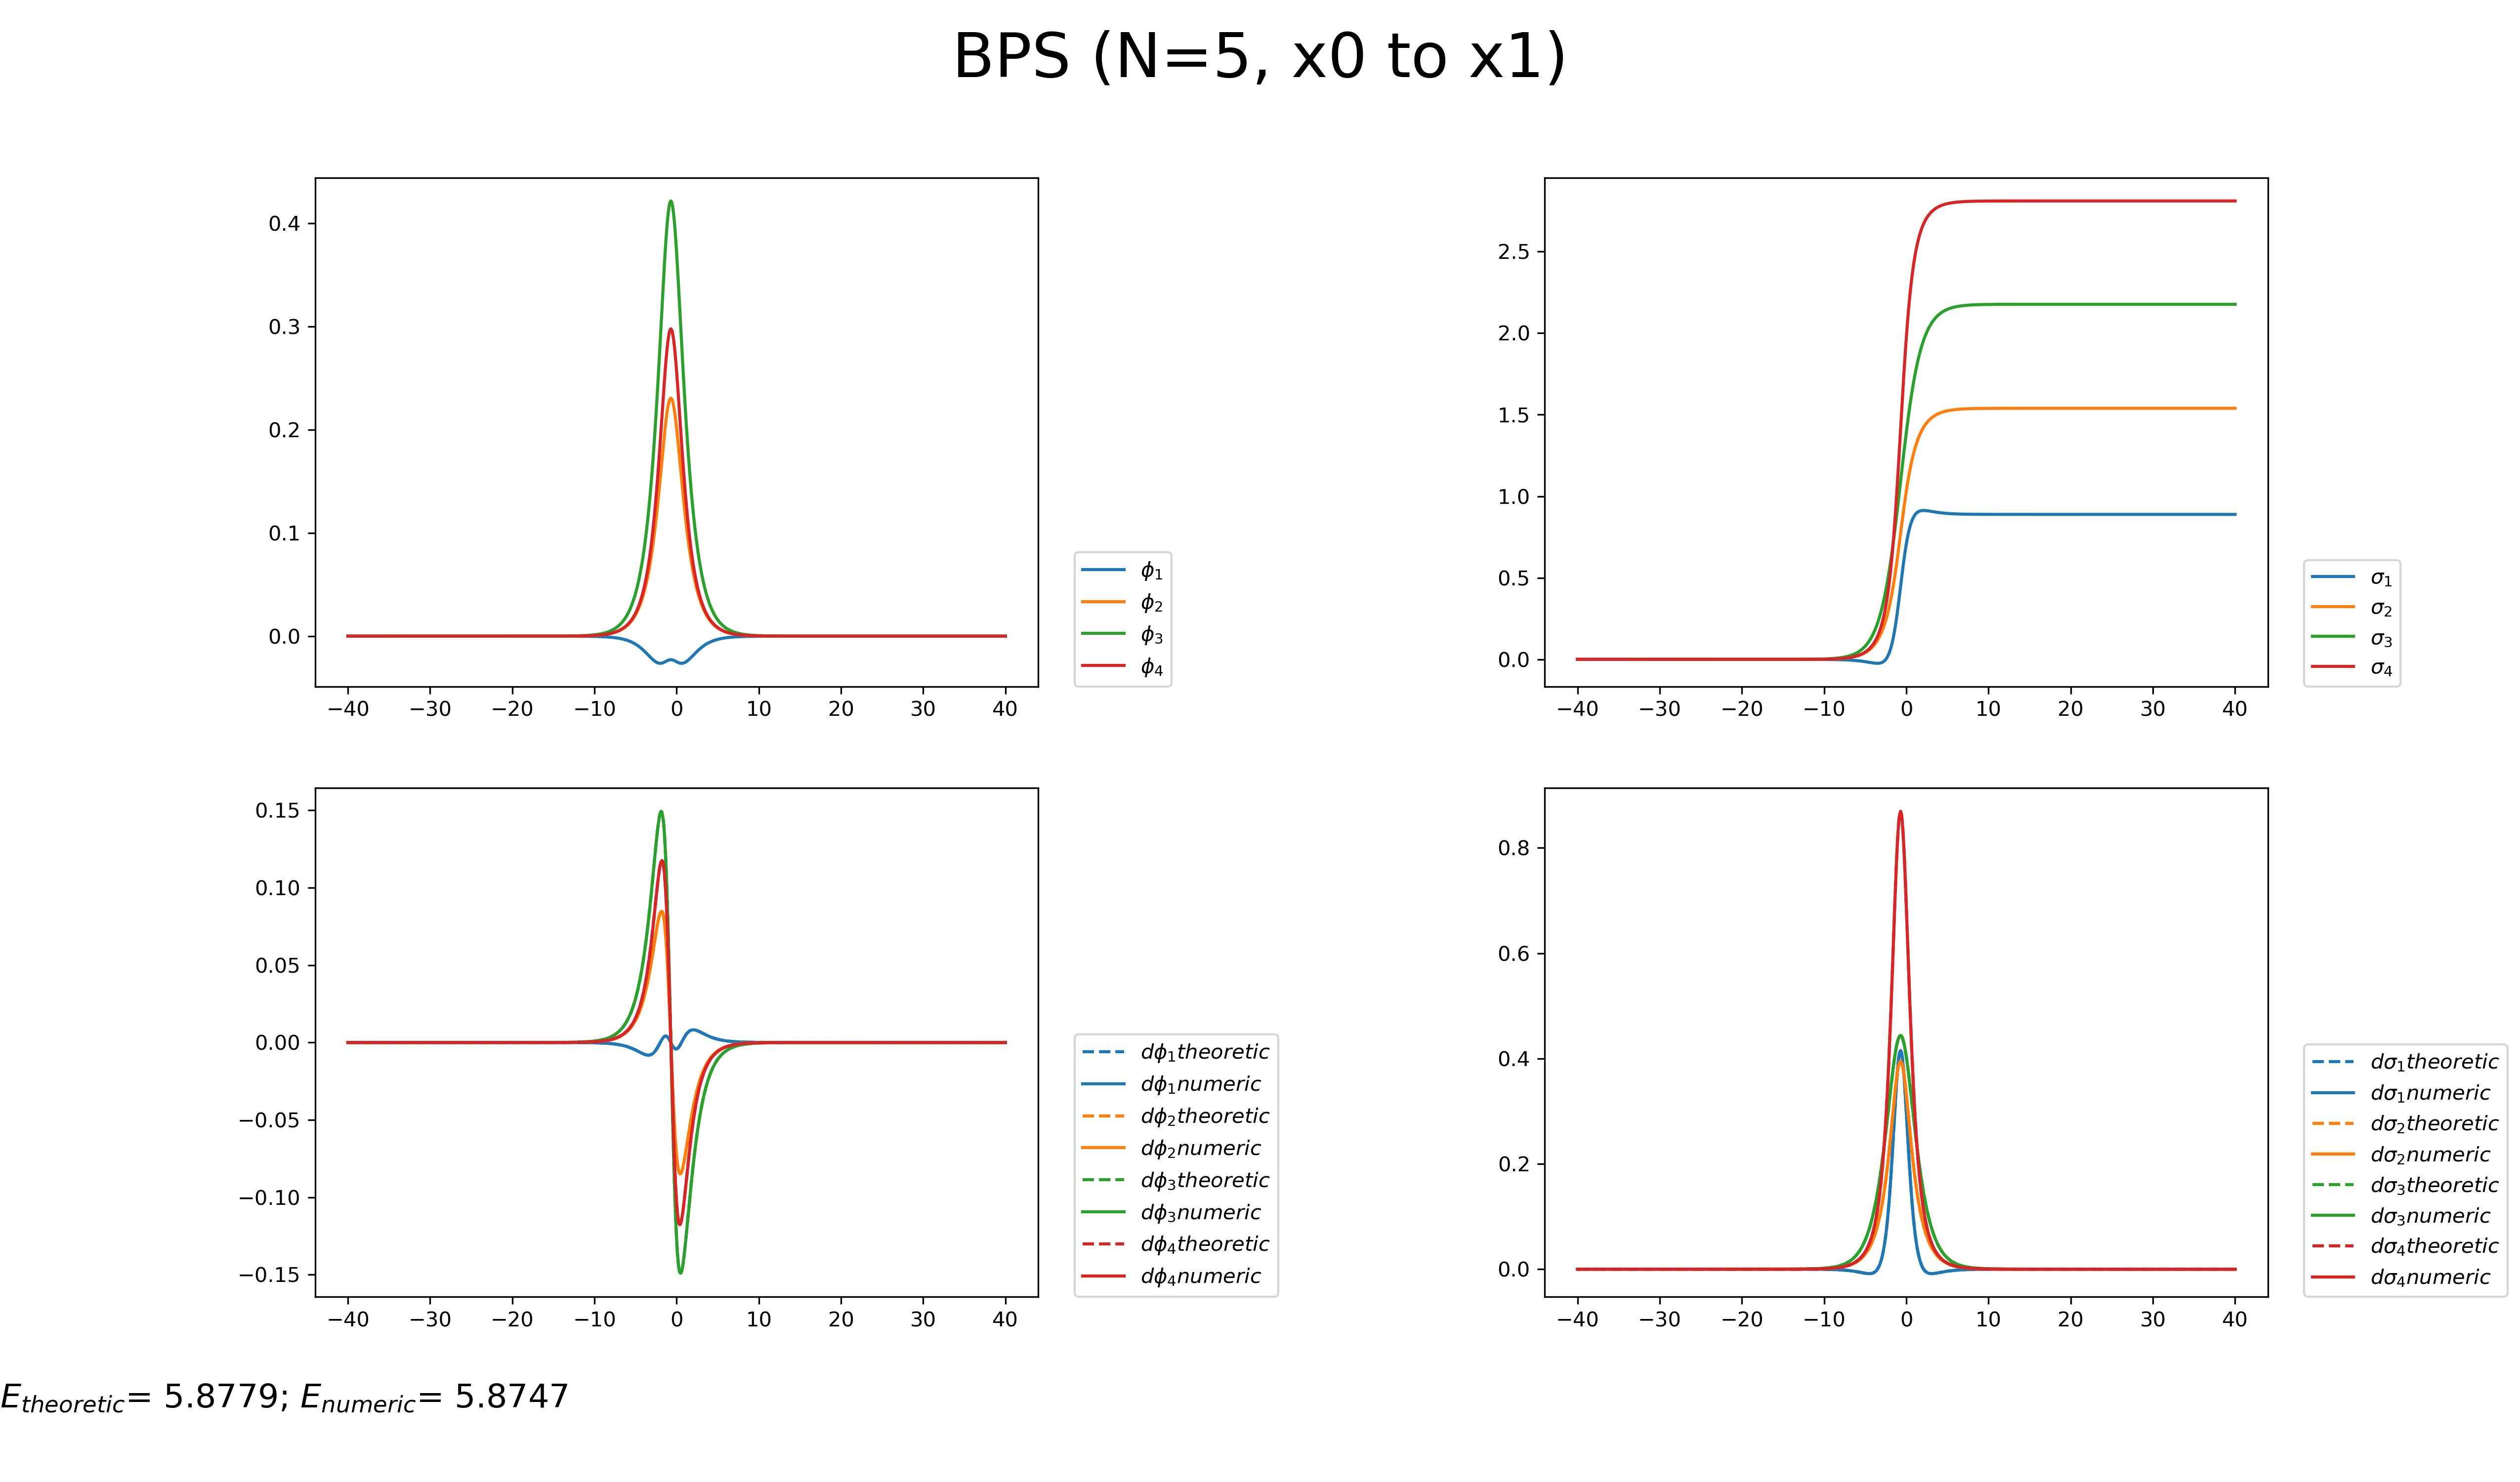 BPS (N=5, x0 to x1)
0.4
0.3
0.2
0.1
0.0
−40 −30 −20 −10 0 10 20 30 40
ϕ₁
ϕ₂
ϕ₃
ϕ₄
2.5
2.0
1.5
1.0
0.5
0.0
−40 −30 −20 −10 0 10 20 30 40
σ₁
σ₂
σ₃
σ₄
0.15
0.10
0.05
0.00
−0.05
−0.10
−0.15
−40 −30 −20 −10 0 10 20 30 40
dϕ₁theoretic
dϕ₁numeric
dϕ₂theoretic
dϕ₂numeric
dϕ₃theoretic
dϕ₃numeric
dϕ₄theoretic
dϕ₄numeric
0.8
0.6
0.4
0.2
0.0
−40 −30 −20 −10 0 10 20 30 40
dσ₁theoretic
dσ₁numeric
dσ₂theoretic
dσ₂numeric
dσ₃theoretic
dσ₃numeric
dσ₄theoretic
dσ₄numeric
E_theoretic= 5.8779; E_numeric= 5.8747